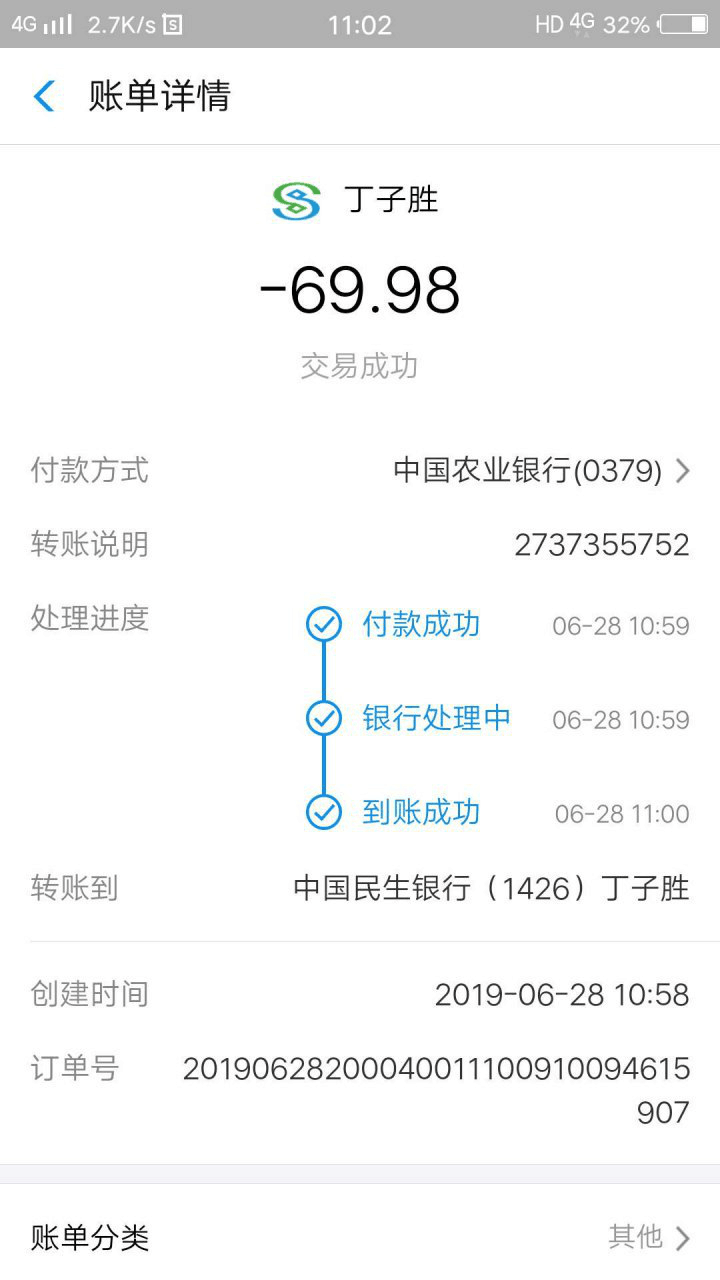 4G 2.7K/s S 11:02 HD 4G 32%
账单详情
丁子胜
-69.98
交易成功
付款方式 中国农业银行(0379)
转账说明 2737355752
处理进度 付款成功 06-28 10:59
银行处理中 06-28 10:59
到账成功 06-28 11:00
转账到 中国民生银行（1426）丁子胜
创建时间 2019-06-28 10:58
订单号 20190628200040011100910094615
907
账单分类 其他